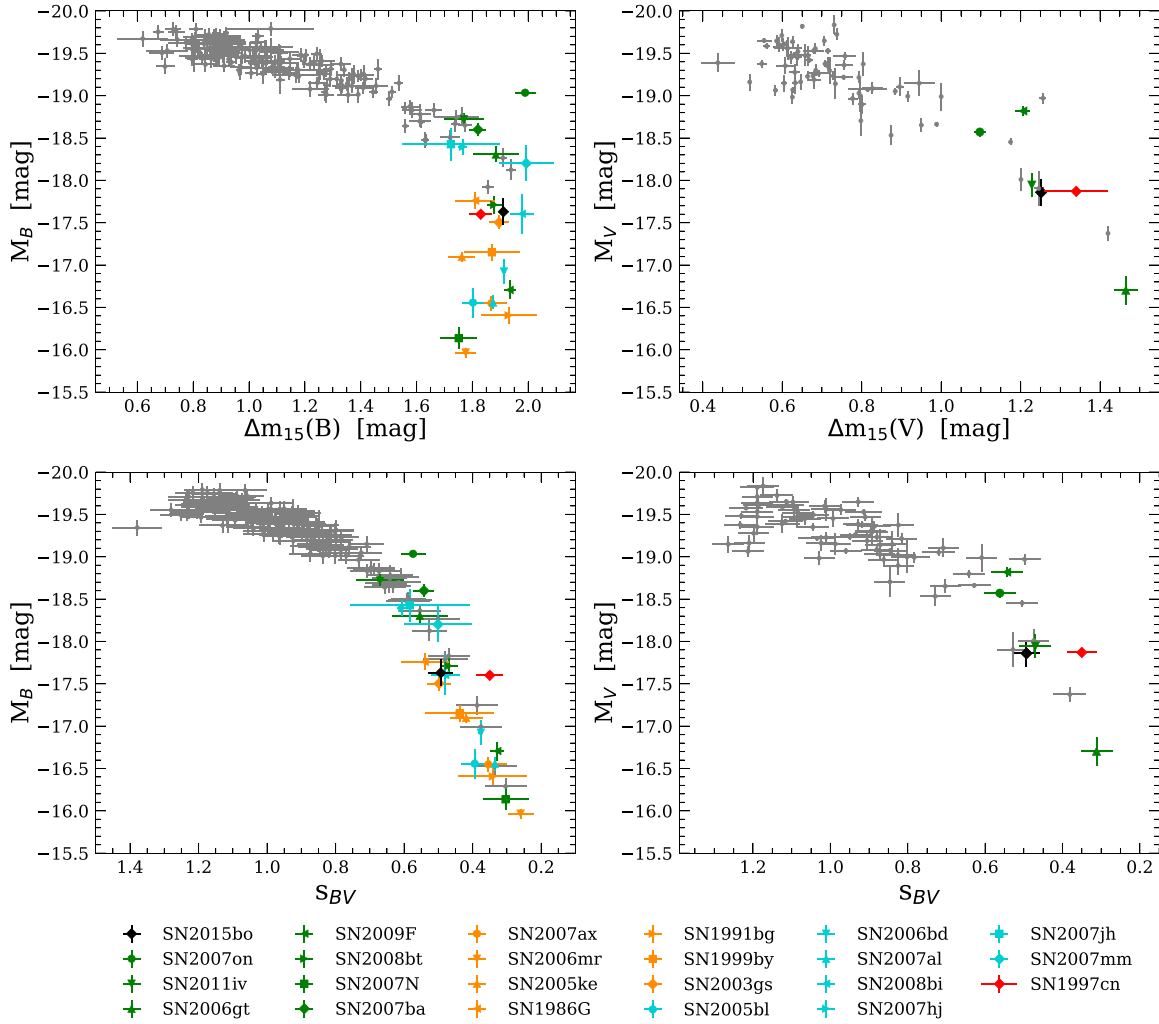 −20.0
−19.5
−19.0
−18.5
−18.0
−17.5
−17.0
−16.5
−16.0
−15.5
M_B [mag]
0.6 0.8 1.0 1.2 1.4 1.6 1.8 2.0
Δm₁₅(B) [mag]
−20.0
−19.5
−19.0
−18.5
−18.0
−17.5
−17.0
−16.5
−16.0
−15.5
M_V [mag]
0.4 0.6 0.8 1.0 1.2 1.4
Δm₁₅(V) [mag]
−20.0
−19.5
−19.0
−18.5
−18.0
−17.5
−17.0
−16.5
−16.0
−15.5
M_B [mag]
1.4 1.2 1.0 0.8 0.6 0.4 0.2
s_BV
−20.0
−19.5
−19.0
−18.5
−18.0
−17.5
−17.0
−16.5
−16.0
−15.5
M_V [mag]
1.2 1.0 0.8 0.6 0.4 0.2
s_BV
SN2015bo SN2009F SN2007ax SN1991bg SN2006bd SN2007jh
SN2007on SN2008bt SN2006mr SN1999by SN2007al SN2007mm
SN2011iv SN2007N SN2005ke SN2003gs SN2008bi SN1997cn
SN2006gt SN2007ba SN1986G SN2005bl SN2007hj